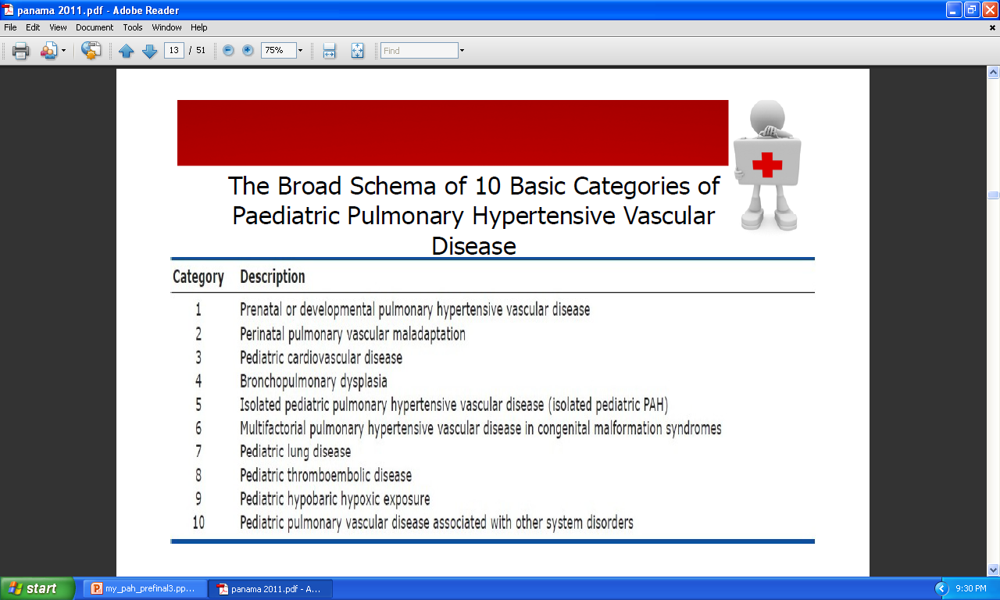 panama 2011.pdf - Adobe Reader
File Edit View Document Tools Window Help
13 / 51 75% Find
The Broad Schema of 10 Basic Categories of
Paediatric Pulmonary Hypertensive Vascular
Disease
Category Description
1 Prenatal or developmental pulmonary hypertensive vascular disease
2 Perinatal pulmonary vascular maladaptation
3 Pediatric cardiovascular disease
4 Bronchopulmonary dysplasia
5 Isolated pediatric pulmonary hypertensive vascular disease (isolated pediatric PAH)
6 Multifactorial pulmonary hypertensive vascular disease in congenital malformation syndromes
7 Pediatric lung disease
8 Pediatric thromboembolic disease
9 Pediatric hypobaric hypoxic exposure
10 Pediatric pulmonary vascular disease associated with other system disorders
start my_pah_prefinal3.pp... panama 2011.pdf - A... 9:30 PM